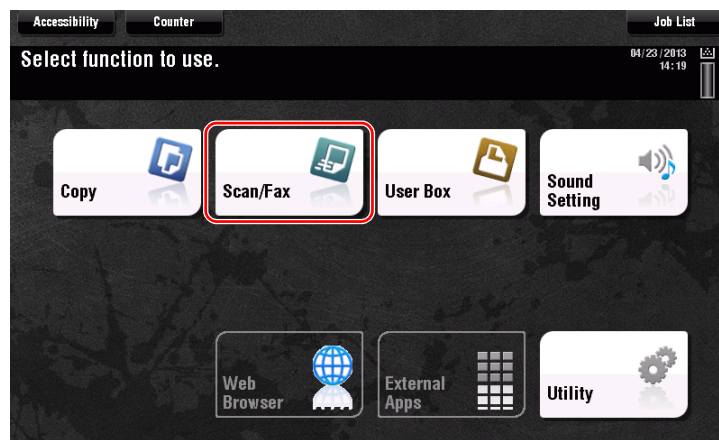 Accessibility Counter Job List
Select function to use.
04/23/2013
14:19
Copy
Scan/Fax
User Box
Sound
Setting
Web
Browser
External
Apps
Utility